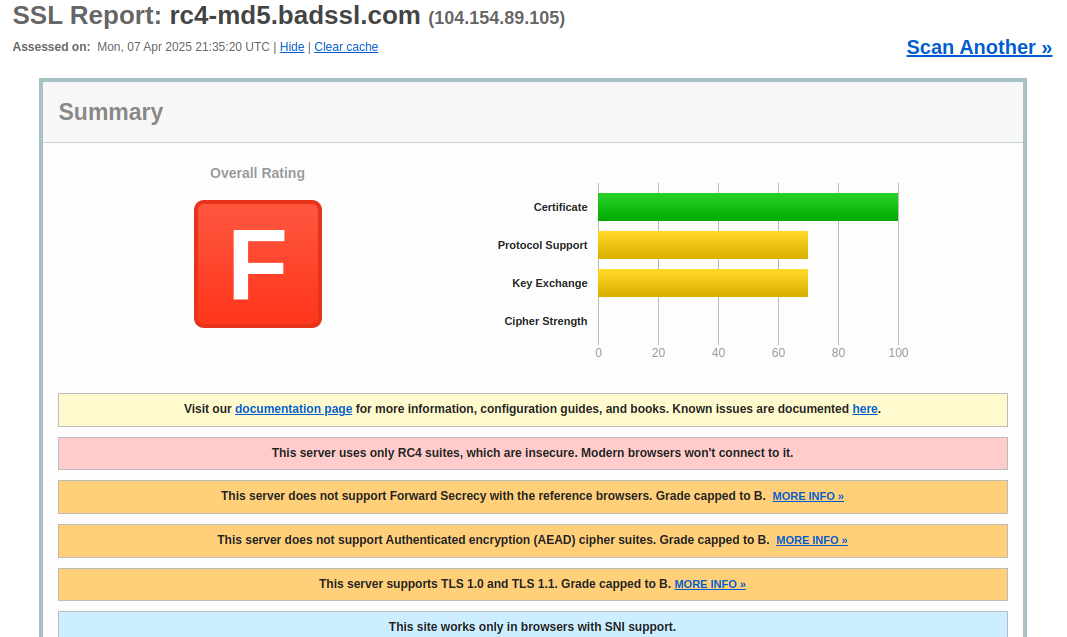 SSL Report: rc4-md5.badssl.com (104.154.89.105)
Assessed on: Mon, 07 Apr 2025 21:35:20 UTC | Hide | Clear cache
Scan Another »
Summary
Overall Rating
F
Certificate
Protocol Support
Key Exchange
Cipher Strength
0 20 40 60 80 100
Visit our documentation page for more information, configuration guides, and books. Known issues are documented here.
This server uses only RC4 suites, which are insecure. Modern browsers won't connect to it.
This server does not support Forward Secrecy with the reference browsers. Grade capped to B. MORE INFO »
This server does not support Authenticated encryption (AEAD) cipher suites. Grade capped to B. MORE INFO »
This server supports TLS 1.0 and TLS 1.1. Grade capped to B. MORE INFO »
This site works only in browsers with SNI support.